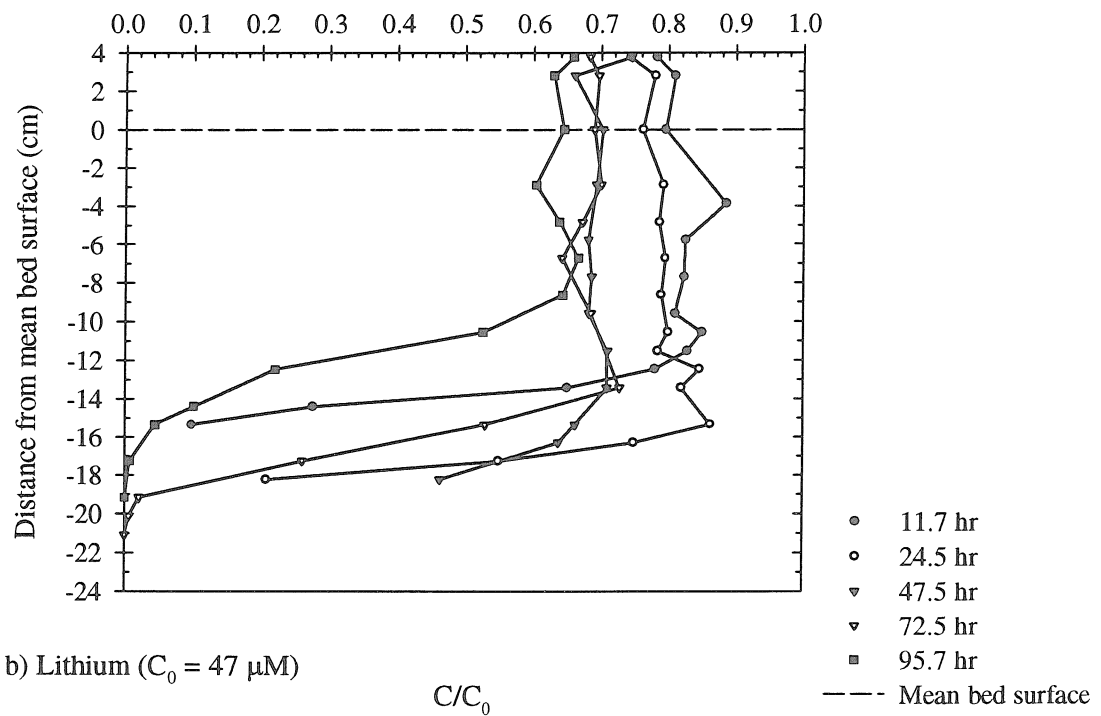 0.0 0.1 0.2 0.3 0.4 0.5 0.6 0.7 0.8 0.9 1.0
4
2
0
-2
-4
-6
-8
-10
-12
-14
-16
-18
-20
-22
-24
Distance from mean bed surface (cm)
11.7 hr
24.5 hr
47.5 hr
72.5 hr
95.7 hr
Mean bed surface
b) Lithium (C₀ = 47 μM)
C/C₀